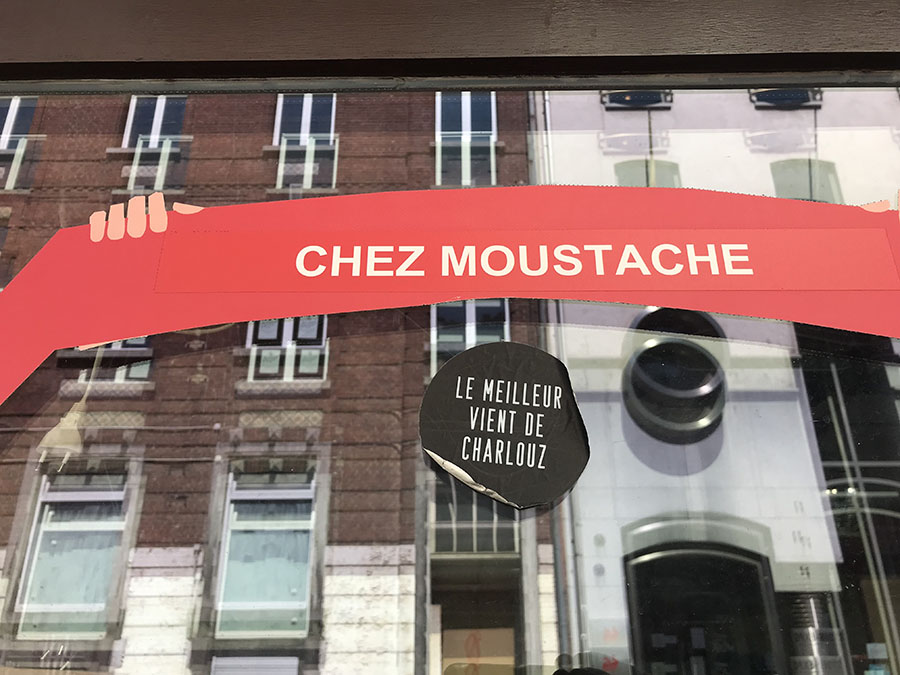 CHEZ MOUSTACHE
LE MEILLEUR
VIENT DE
CHARLOUZ